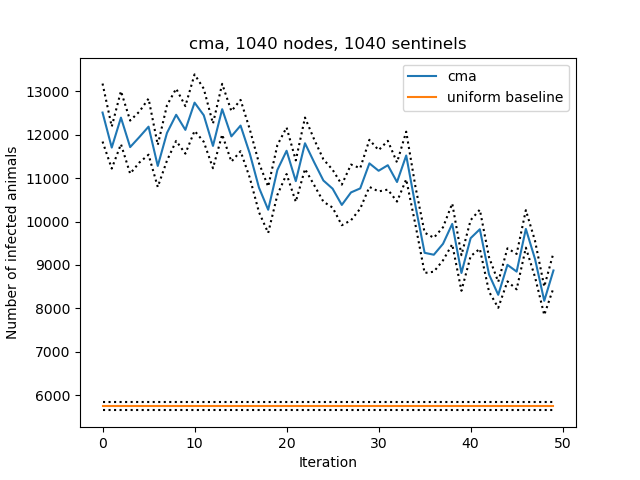 cma, 1040 nodes, 1040 sentinels
cma
uniform baseline
Number of infected animals
13000
12000
11000
10000
9000
8000
7000
6000
0
10
20
30
40
50
Iteration